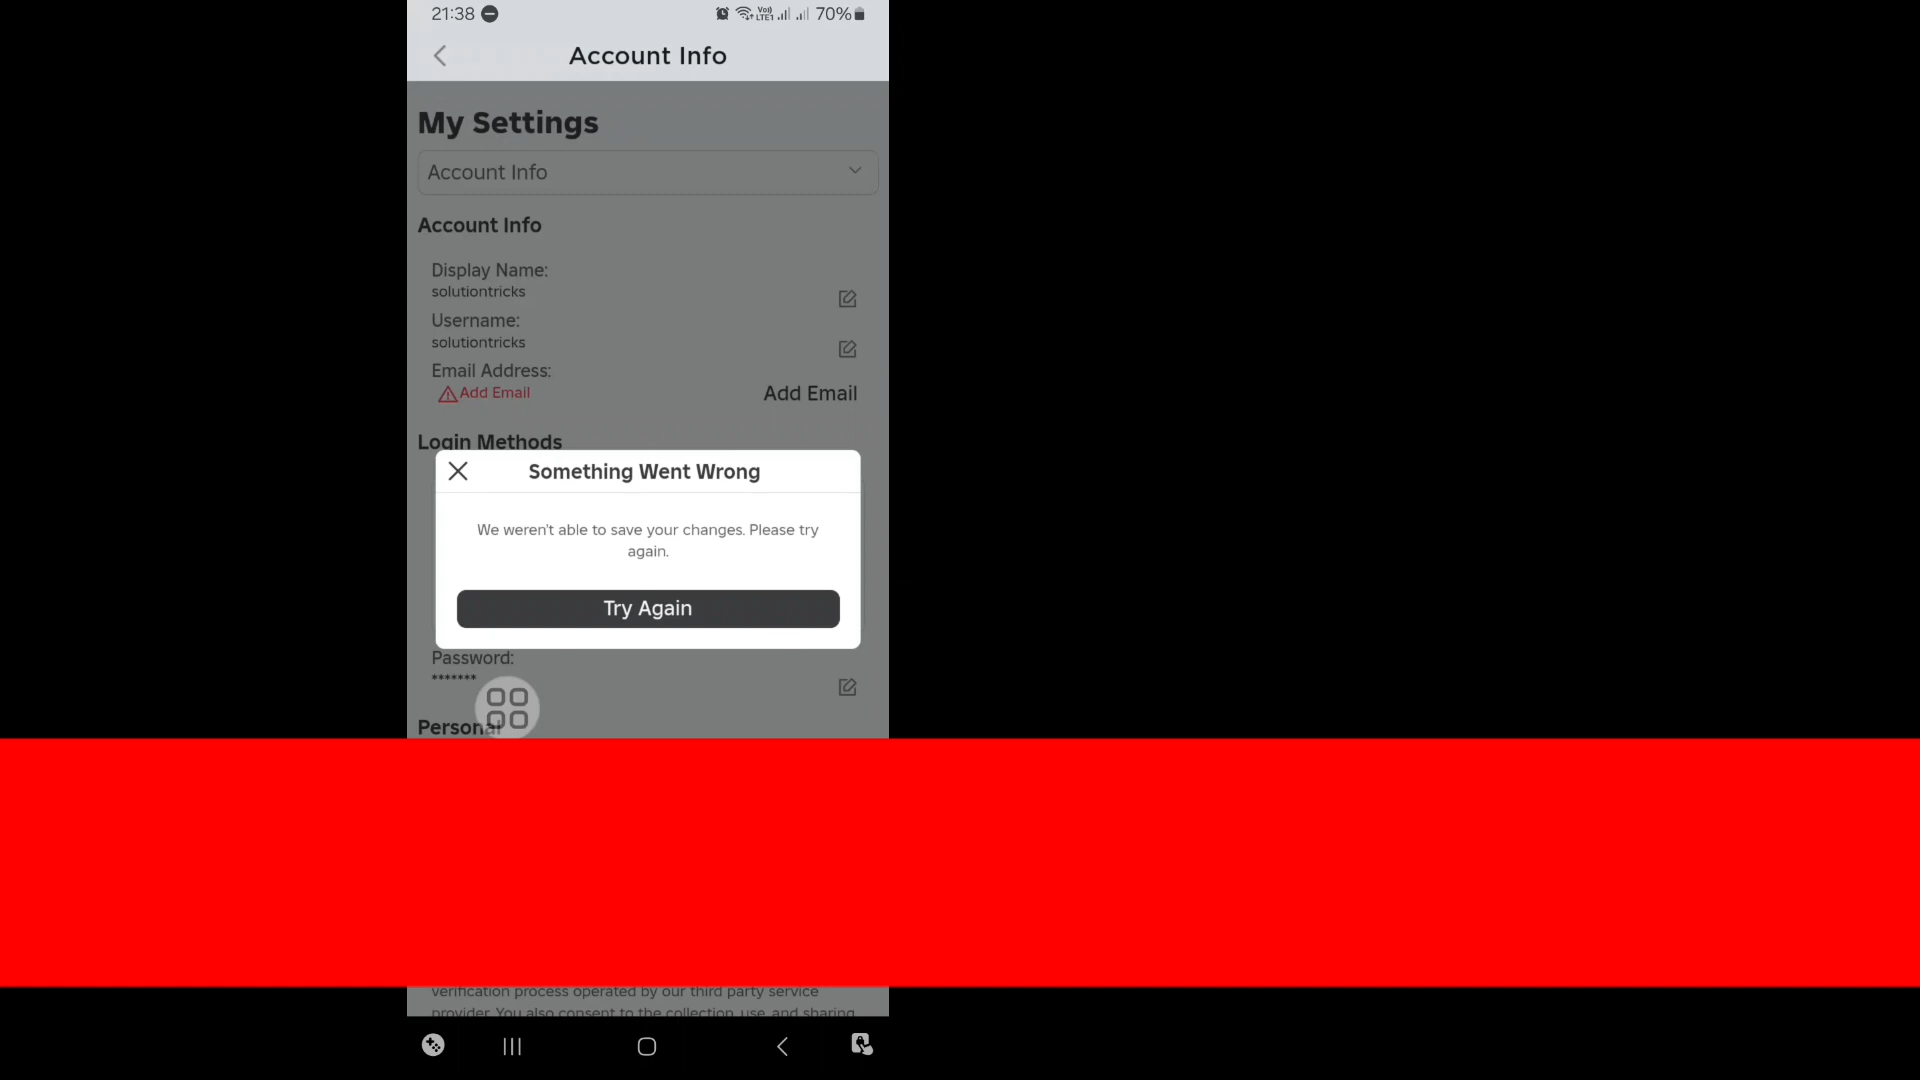 21:38
Vo)) LTE1 70%
Account Info
My Settings
Account Info
Account Info
Display Name:
solutiontricks
Username:
solutiontricks
Email Address:
Add Email
Add Email
Login Methods
Something Went Wrong
We weren't able to save your changes. Please try
again.
Try Again
Password:
*******
Personal
verification process operated by our third party service
provider. You also consent to the collection, use, and sharing